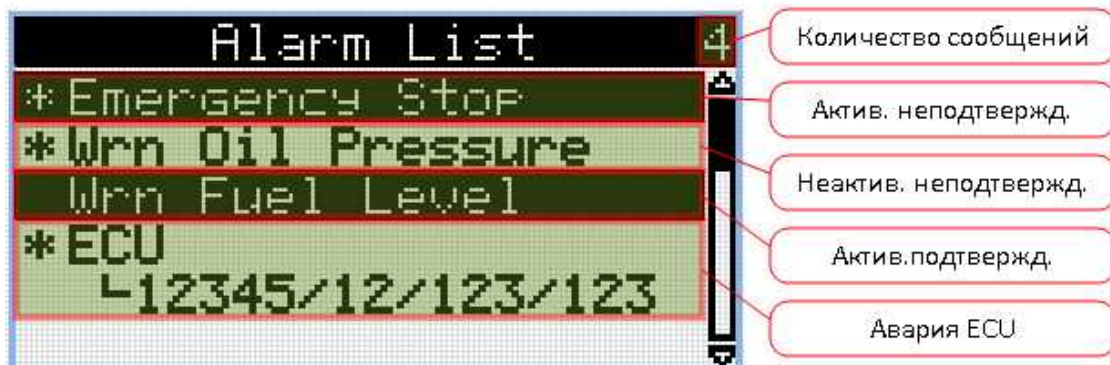 Alarm List 4
* Emergency Stop
* Wrn Oil Pressure
Wrn Fuel Level
* ECU
└12345/12/123/123
Количество сообщений
Актив. неподтвержд.
Неактив. неподтвержд.
Актив.подтвержд.
Авария ECU